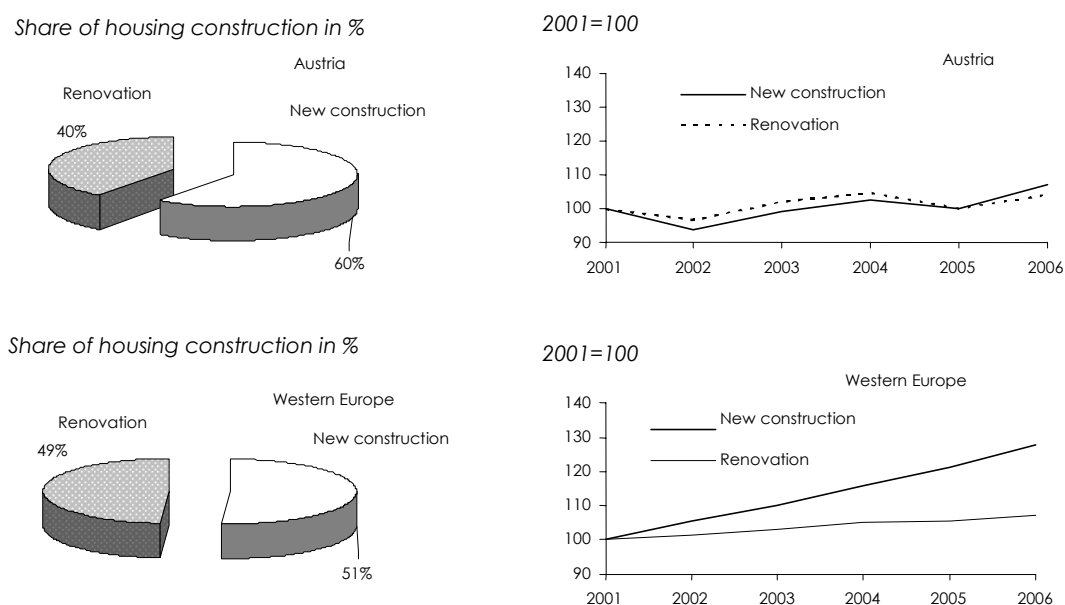 Share of housing construction in %
Austria
Renovation
New construction
40%
60%
2001=100
Austria
140
130
120
110
100
90
New construction
Renovation
2001 2002 2003 2004 2005 2006
Share of housing construction in %
Western Europe
Renovation
New construction
49%
51%
2001=100
Western Europe
140
130
120
110
100
90
New construction
Renovation
2001 2002 2003 2004 2005 2006